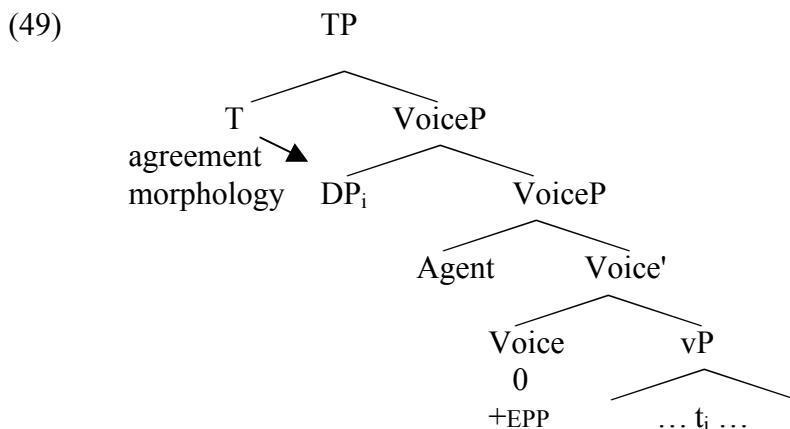 (49) TP
T VoiceP
agreement
morphology DPi VoiceP
Agent Voice'
Voice vP
0
+EPP … ti …